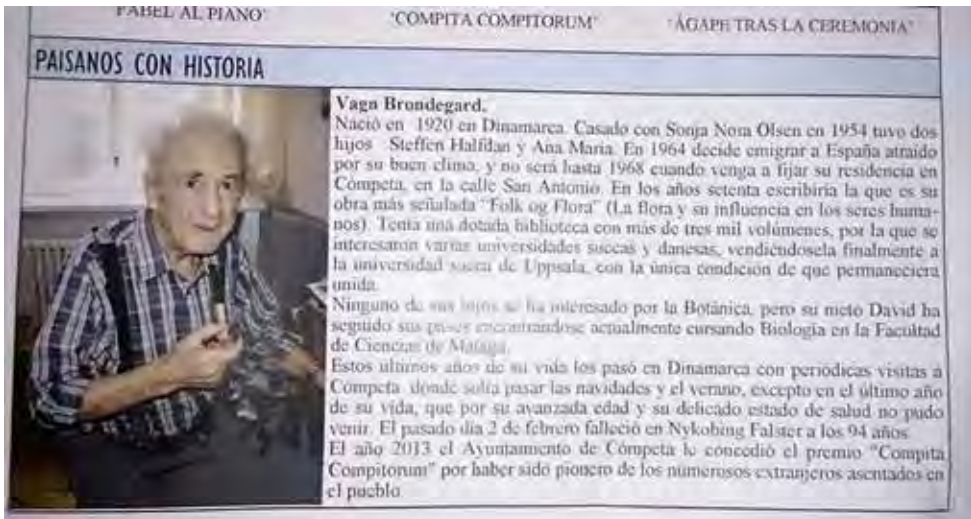 FABEL AL PIANO"
"COMPITA COMPITORUM"
"ÁGAPE TRAS LA CEREMONIA"
PAISANOS CON HISTORIA
Vagn Brondegard.
Nació en 1920 en Dinamarca. Casado con Sonja Nora Olsen en 1954 tuvo dos
hijos Steffen Halfdan y Ana Maria. En 1964 decide emigrar a España atraido
por su buen clima, y no será hasta 1968 cuando venga a fijar su residencia en
Cómpeta, en la calle San Antonio. En los años setenta escribiría la que es su
obra más señalada "Folk og Flora" (La flora y su influencia en los seres huma-
nos). Tenía una dotada biblioteca con más de tres mil volúmenes, por la que se
interesaron varias universidades suecas y danesas, vendiéndosela finalmente a
la universidad sueca de Uppsala, con la única condición de que permaneciera
unida.
Ninguno de sus hijos se ha interesado por la Botánica, pero su nieto David ha
seguido sus pasos encontrándose actualmente cursando Biología en la Facultad
de Ciencias de Malaga.
Estos ultimos años de su vida los pasó en Dinamarca con periódicas visitas a
Competa donde solía pasar las navidades y el verano, excepto en el último año
de su vida, que por su avanzada edad y su delicado estado de salud no pudo
venir. El pasado día 2 de febrero falleció en Nykobing Falster a los 94 años.
El año 2013 el Ayuntamiento de Cómpeta le concedió el premio "Compita
Compitorum" por haber sido pionero de los numerosos extranjeros asentados en
el pueblo.